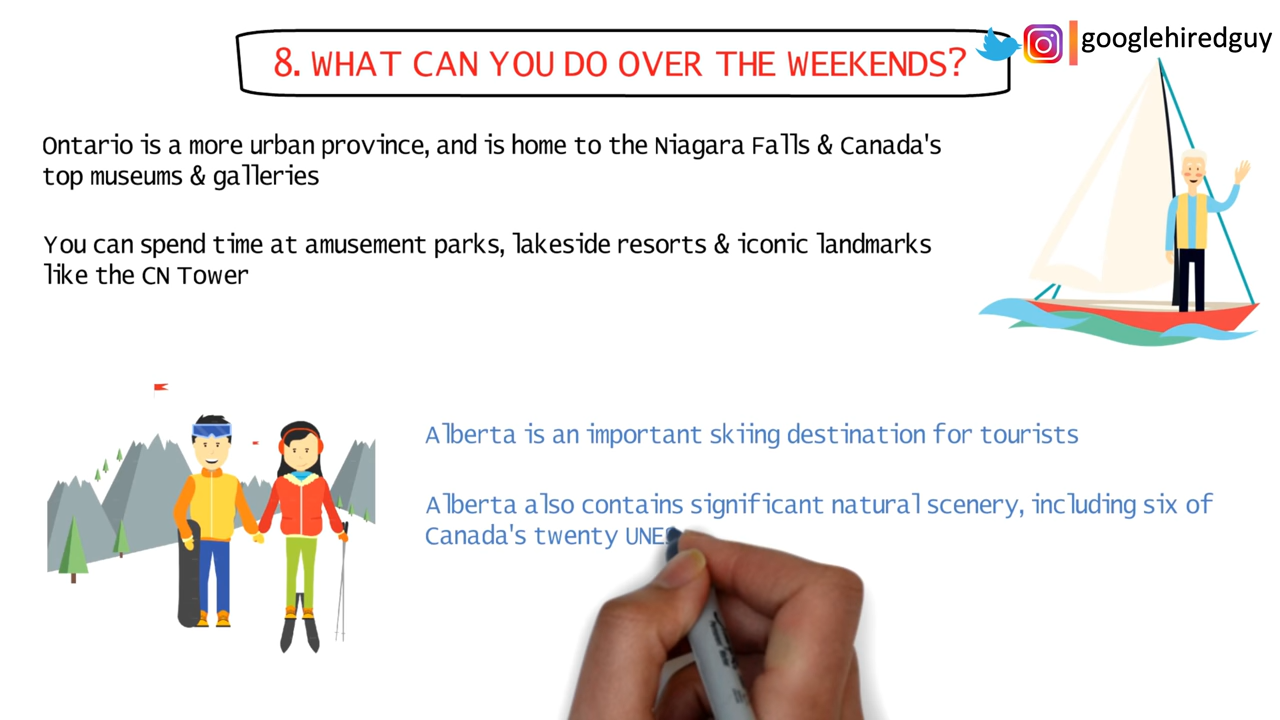 8. WHAT CAN YOU DO OVER THE WEEKENDS?
googlehiredguy
Ontario is a more urban province, and is home to the Niagara Falls & Canada's
top museums & galleries
You can spend time at amusement parks, lakeside resorts & iconic landmarks
like the CN Tower
Alberta is an important skiing destination for tourists
Alberta also contains significant natural scenery, including six of
Canada's twenty UNES